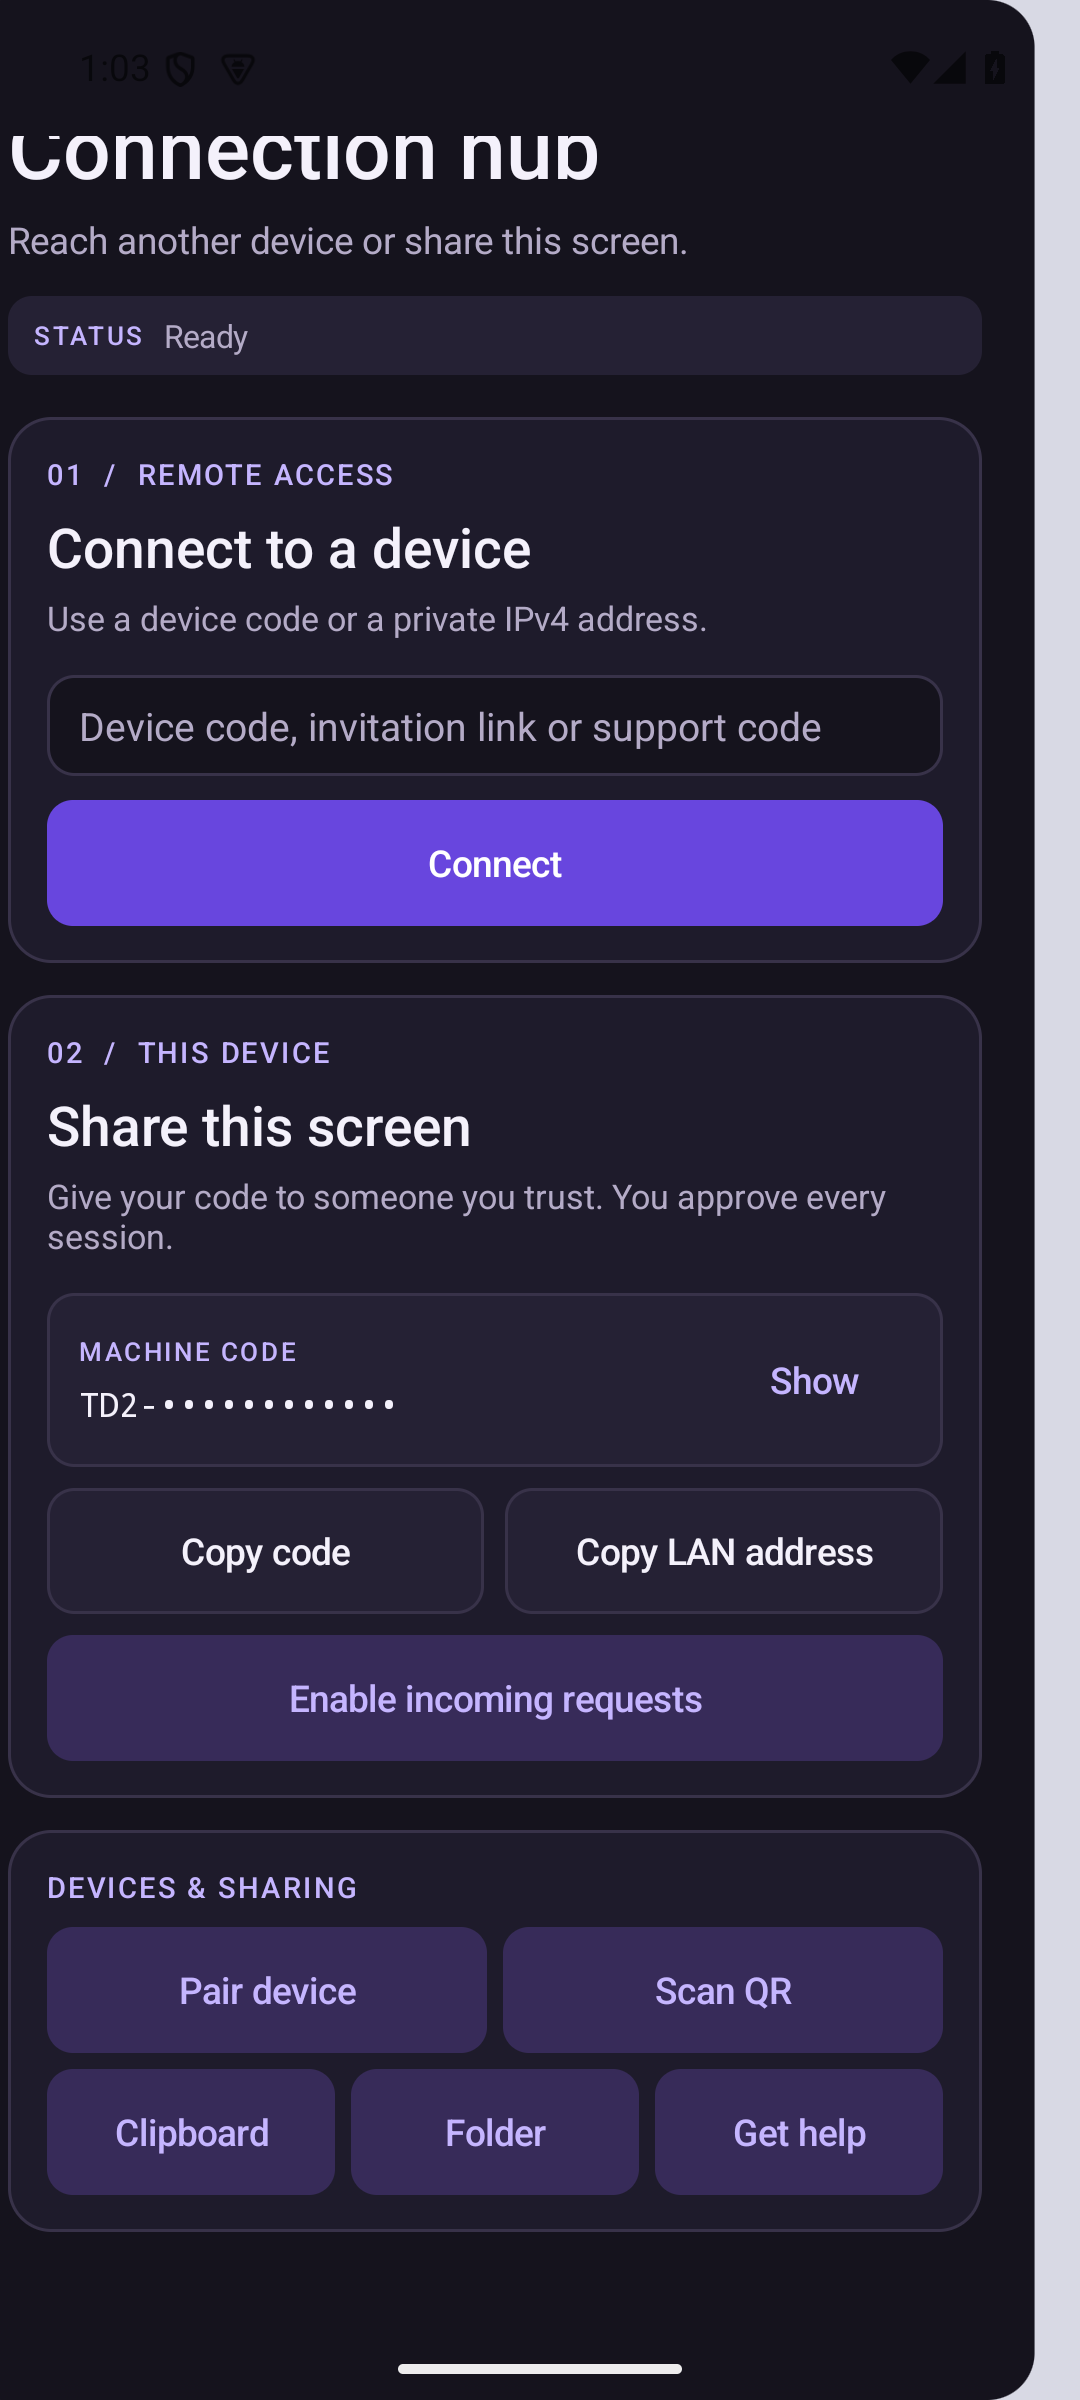 1:03
Connection hub
Reach another device or share this screen.
STATUS Ready
01 / REMOTE ACCESS
Connect to a device
Use a device code or a private IPv4 address.
Device code, invitation link or support code
Connect
02 / THIS DEVICE
Share this screen
Give your code to someone you trust. You approve every
session.
MACHINE CODE
TD2-••••••••••••
Show
Copy code
Copy LAN address
Enable incoming requests
DEVICES & SHARING
Pair device
Scan QR
Clipboard
Folder
Get help